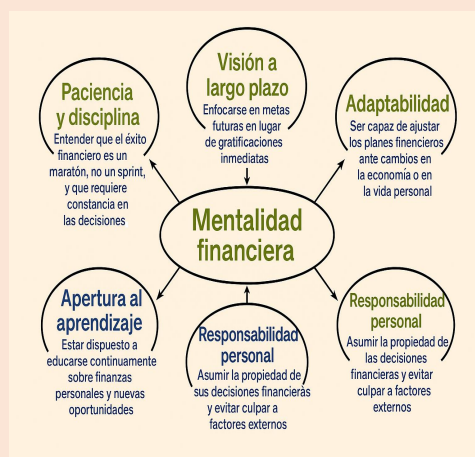 Visión a
largo plazo
Enfocarse en metas
futuras en lugar
de gratificaciones
inmediatas
Paciencia
y disciplina
Entender que el éxito
financiero es un
maratón, no un sprint,
y que requiere
constancia en
las decisiones
Adaptabilidad
Ser capaz de ajustar
los planes financieros
ante cambios en
la economía o en
la vida personal
Mentalidad
financiera
Apertura al
aprendizaje
Estar dispuesto a
educarse continuamente
sobre finanzas
personales y nuevas
oportunidades
Responsabilidad
personal
Asumir la propiedad de
sus decisiones financieras
y evitar culpar a
factores externos
Responsabilidad
personal
Asumir la propiedad de
las decisiones
financieras y evitar
culpar a factores
externos